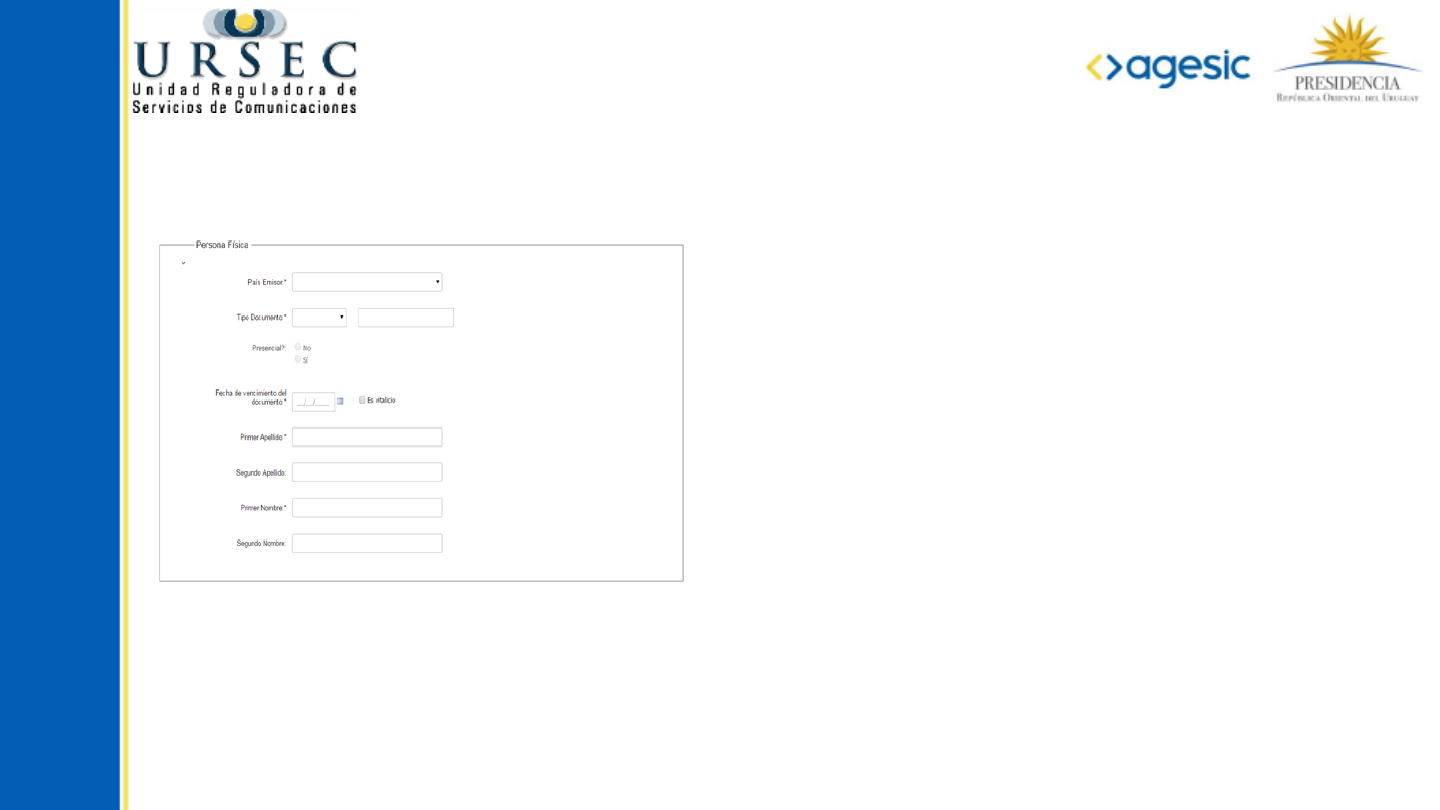 URSEC
Unidad Reguladora de
Servicios de Comunicaciones
<>agesic
PRESIDENCIA
REPÚBLICA ORIENTAL DEL URUGUAY
Persona Física
País Emisor:*
Tipo Documento:*
Presencial?:
No
Sí
Fecha de vencimiento del
documento:*
__/__/____
Es vitalicio
Primer Apellido:*
Segundo Apellido:
Primer Nombre:*
Segundo Nombre: